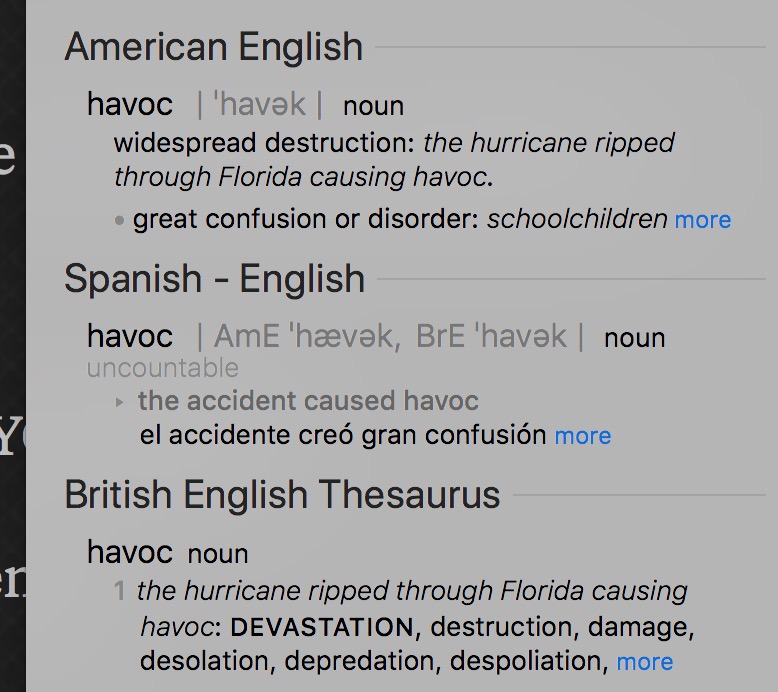 American English
havoc | ˈhavək | noun
widespread destruction: the hurricane ripped
through Florida causing havoc.
• great confusion or disorder: schoolchildren more
Spanish - English
havoc | AmE ˈhævək, BrE ˈhavək | noun
uncountable
▸ the accident caused havoc
el accidente creó gran confusión more
British English Thesaurus
havoc noun
1 the hurricane ripped through Florida causing
havoc: DEVASTATION, destruction, damage,
desolation, depredation, despoliation, more